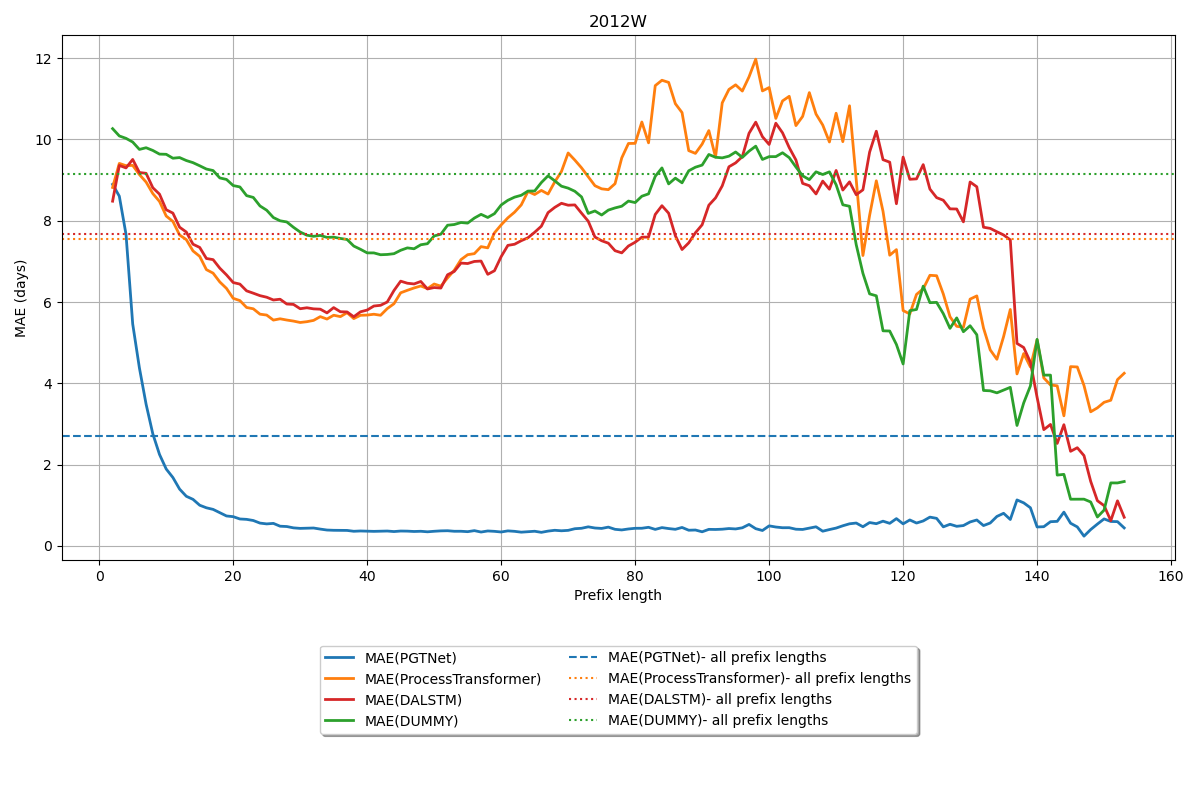 2012W
12
10
8
6
4
2
0
MAE (days)
0 20 40 60 80 100 120 140 160
Prefix length
MAE(PGTNet)
MAE(ProcessTransformer)
MAE(DALSTM)
MAE(DUMMY)
MAE(PGTNet)- all prefix lengths
MAE(ProcessTransformer)- all prefix lengths
MAE(DALSTM)- all prefix lengths
MAE(DUMMY)- all prefix lengths